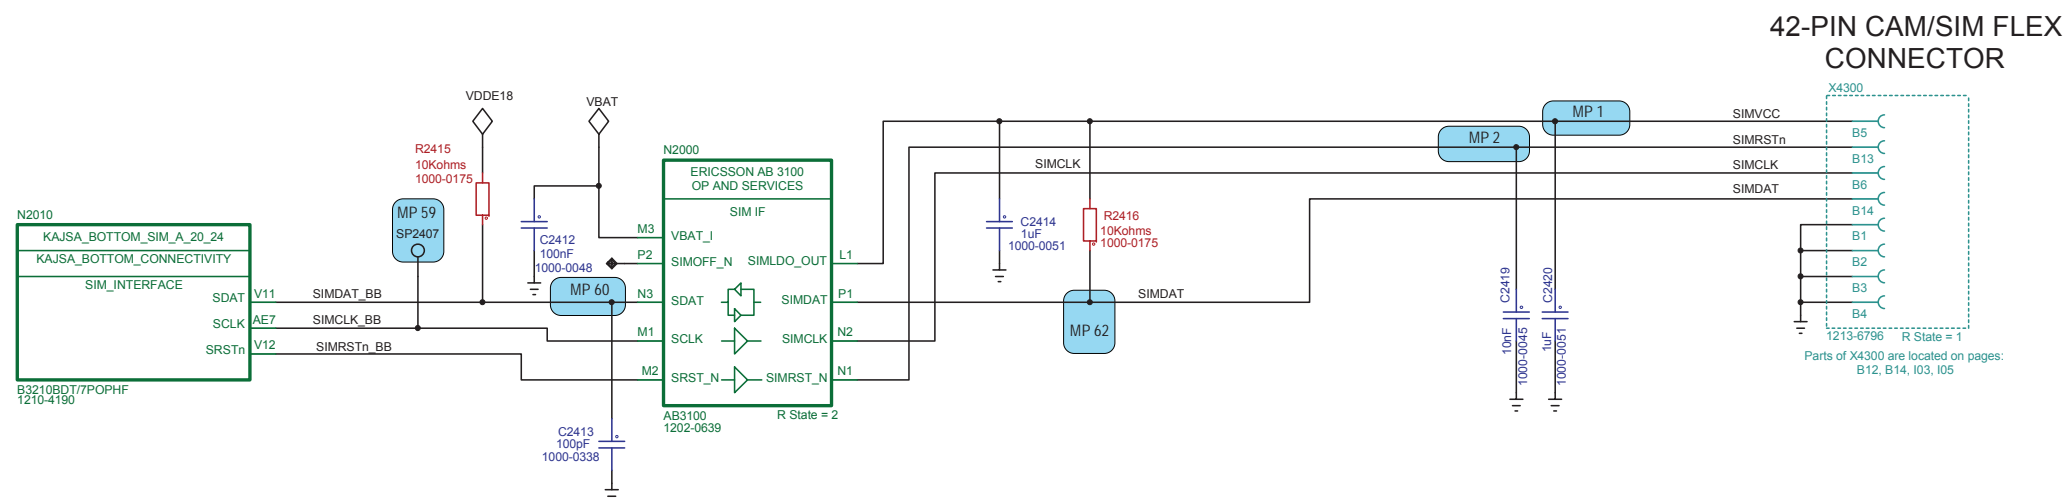 42-PIN CAM/SIM FLEX
CONNECTOR
X4300
VDDE18
VBAT
MP 1
SIMVCC
B5
MP 2
SIMRSTn
B13
R2415
10Kohms
1000-0175
N2000
ERICSSON AB 3100
OP AND SERVICES
SIM IF
SIMCLK
SIMCLK
B6
SIMDAT
B14
MP 59
SP2407
N2010
KAJSA_BOTTOM_SIM_A_20_24
KAJSA_BOTTOM_CONNECTIVITY
SIM_INTERFACE
C2412
100nF
1000-0048
M3
VBAT_I
P2
SIMOFF_N
SIMLDO_OUT
L1
C2414
1uF
1000-0051
R2416
10Kohms
1000-0175
B1
B2
B3
B4
SDAT
V11
SIMDAT_BB
MP 60
N3
SDAT
SIMDAT
P1
SIMDAT
MP 62
SCLK
AE7
SIMCLK_BB
M1
SCLK
SIMCLK
N2
SRSTn
V12
SIMRSTn_BB
M2
SRST_N
SIMRST_N
N1
C2419
10nF
1000-0045
C2420
1uF
1000-0051
1213-6796
R State = 1
Parts of X4300 are located on pages:
B12, B14, I03, I05
B3210BDT/7POPHF
1210-4190
AB3100
R State = 2
1202-0639
C2413
100pF
1000-0338